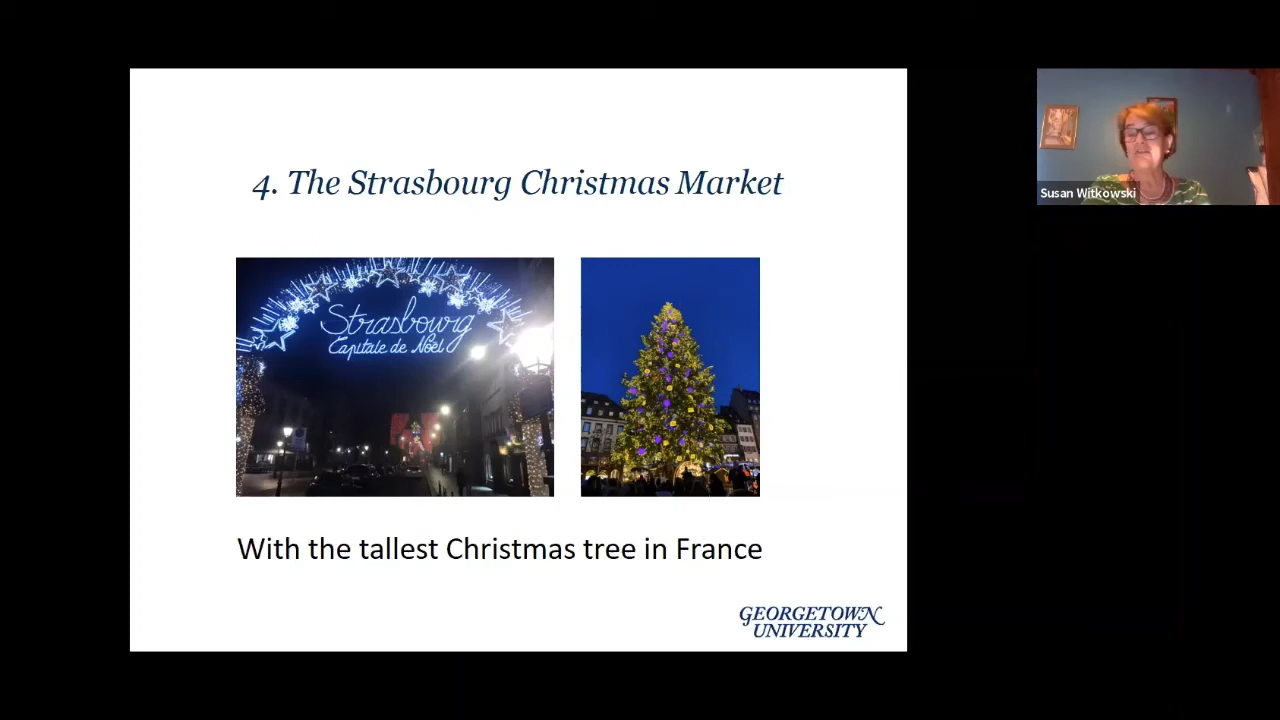 4. The Strasbourg Christmas Market
Strasbourg
Capitale de Noël
With the tallest Christmas tree in France
GEORGETOWN
UNIVERSITY
Susan Witkowski